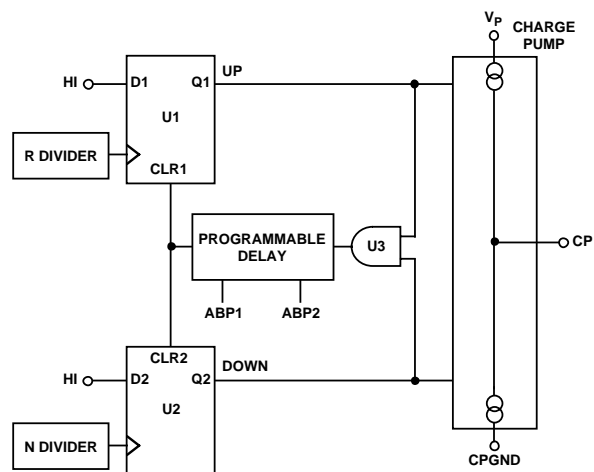 VP
CHARGE
PUMP
HI
D1
Q1
UP
U1
R DIVIDER
CLR1
PROGRAMMABLE
DELAY
U3
CP
ABP1
ABP2
CLR2
HI
D2
Q2
DOWN
U2
N DIVIDER
CPGND